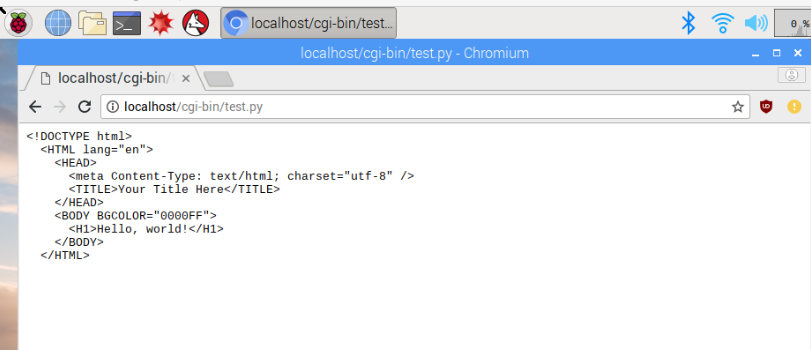 localhost/cgi-bin/test...
0 %
localhost/cgi-bin/test.py - Chromium
localhost/cgi-bin/
localhost/cgi-bin/test.py
<!DOCTYPE html>
<HTML lang="en">
<HEAD>
<meta Content-Type: text/html; charset="utf-8" />
<TITLE>Your Title Here</TITLE>
</HEAD>
<BODY BGCOLOR="0000FF">
<H1>Hello, world!</H1>
</BODY>
</HTML>